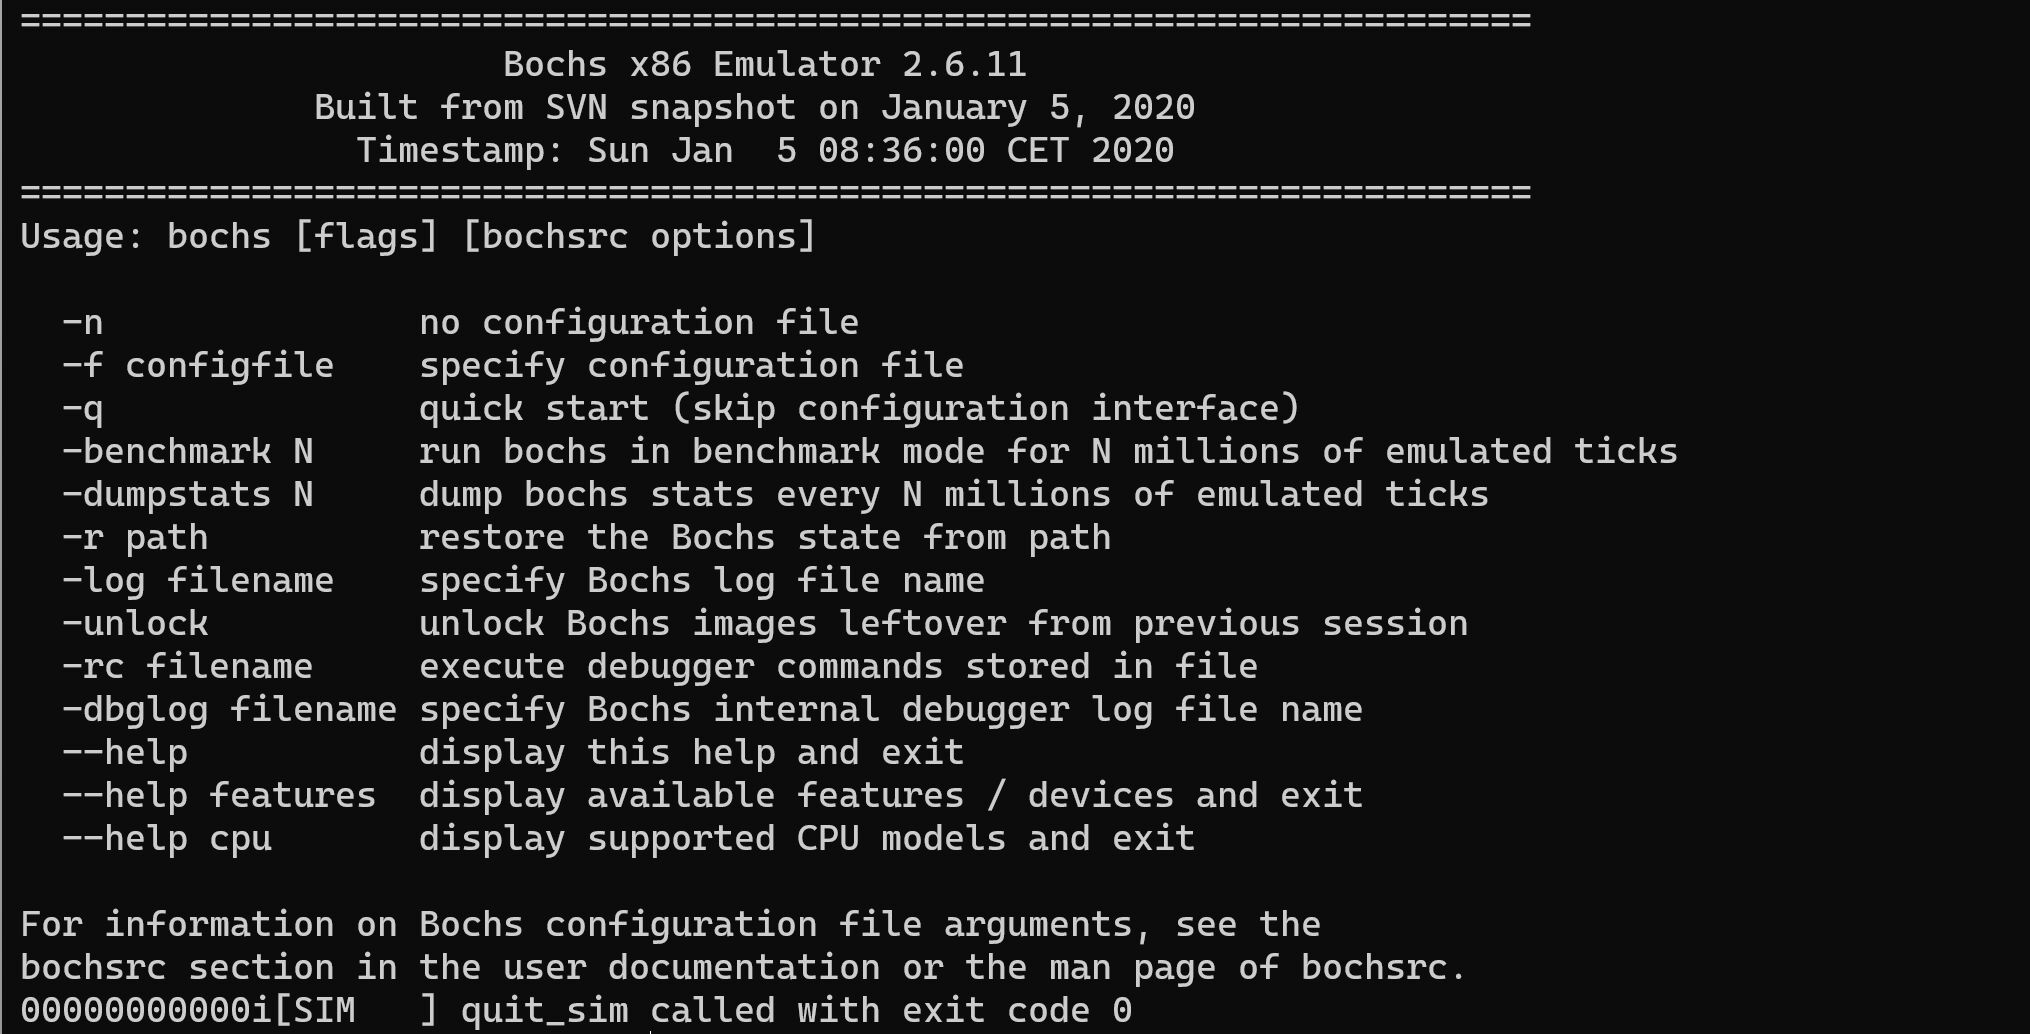 ========================================================================
                       Bochs x86 Emulator 2.6.11
              Built from SVN snapshot on January 5, 2020
                Timestamp: Sun Jan  5 08:36:00 CET 2020
========================================================================
Usage: bochs [flags] [bochsrc options]

  -n               no configuration file
  -f configfile    specify configuration file
  -q               quick start (skip configuration interface)
  -benchmark N     run bochs in benchmark mode for N millions of emulated ticks
  -dumpstats N     dump bochs stats every N millions of emulated ticks
  -r path          restore the Bochs state from path
  -log filename    specify Bochs log file name
  -unlock          unlock Bochs images leftover from previous session
  -rc filename     execute debugger commands stored in file
  -dbglog filename specify Bochs internal debugger log file name
  --help           display this help and exit
  --help features  display available features / devices and exit
  --help cpu       display supported CPU models and exit

For information on Bochs configuration file arguments, see the
bochsrc section in the user documentation or the man page of bochsrc.
00000000000i[SIM   ] quit_sim called with exit code 0